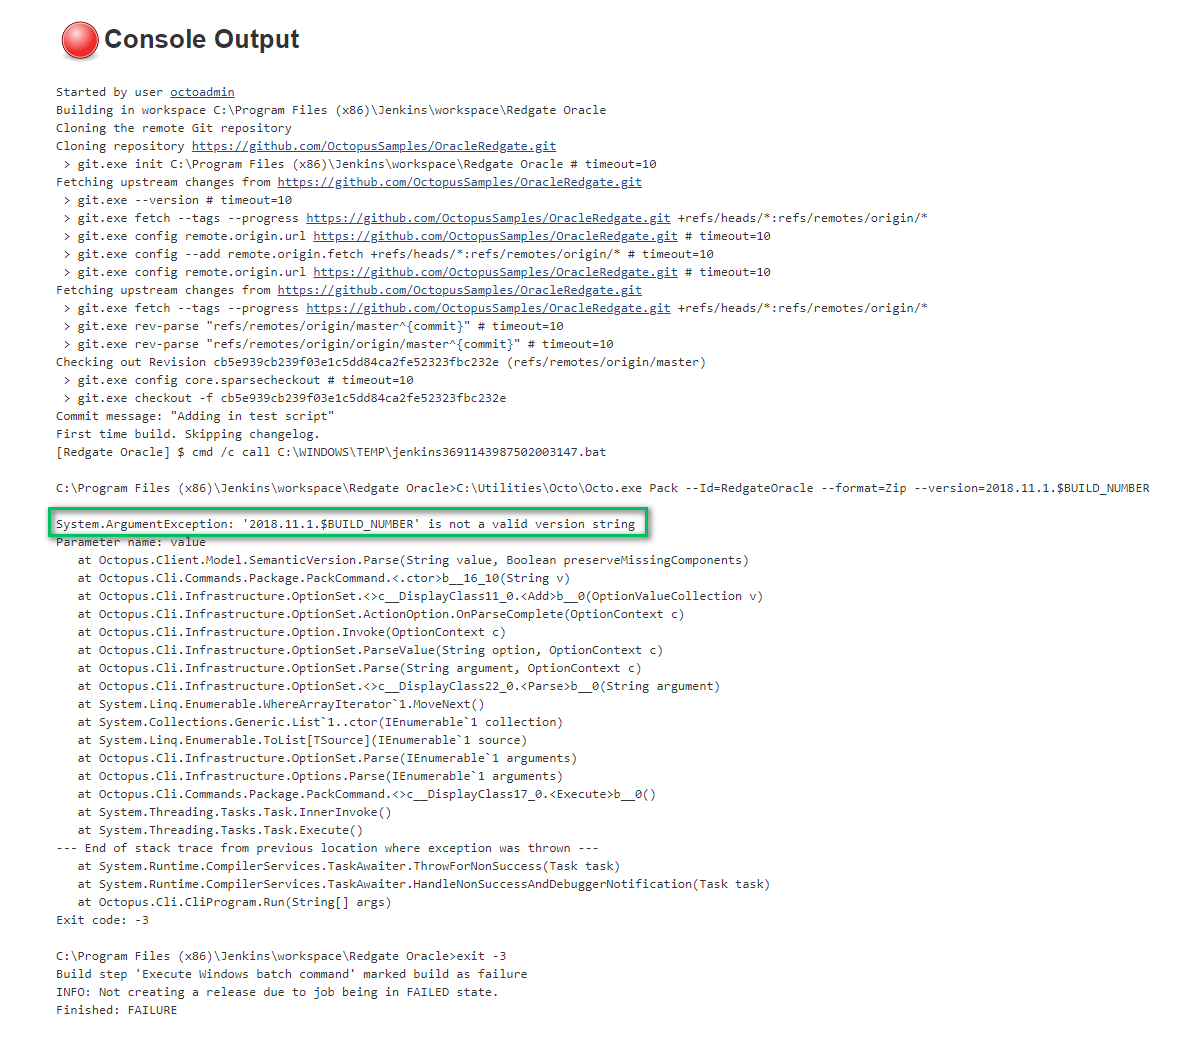 Console Output
Started by user octoadmin
Building in workspace C:\Program Files (x86)\Jenkins\workspace\Redgate Oracle
Cloning the remote Git repository
Cloning repository https://github.com/OctopusSamples/OracleRedgate.git
 > git.exe init C:\Program Files (x86)\Jenkins\workspace\Redgate Oracle # timeout=10
Fetching upstream changes from https://github.com/OctopusSamples/OracleRedgate.git
 > git.exe --version # timeout=10
 > git.exe fetch --tags --progress https://github.com/OctopusSamples/OracleRedgate.git +refs/heads/*:refs/remotes/origin/*
 > git.exe config remote.origin.url https://github.com/OctopusSamples/OracleRedgate.git # timeout=10
 > git.exe config --add remote.origin.fetch +refs/heads/*:refs/remotes/origin/* # timeout=10
 > git.exe config remote.origin.url https://github.com/OctopusSamples/OracleRedgate.git # timeout=10
Fetching upstream changes from https://github.com/OctopusSamples/OracleRedgate.git
 > git.exe fetch --tags --progress https://github.com/OctopusSamples/OracleRedgate.git +refs/heads/*:refs/remotes/origin/*
 > git.exe rev-parse "refs/remotes/origin/master^{commit}" # timeout=10
 > git.exe rev-parse "refs/remotes/origin/origin/master^{commit}" # timeout=10
Checking out Revision cb5e939cb239f03e1c5dd84ca2fe52323fbc232e (refs/remotes/origin/master)
 > git.exe config core.sparsecheckout # timeout=10
 > git.exe checkout -f cb5e939cb239f03e1c5dd84ca2fe52323fbc232e
Commit message: "Adding in test script"
First time build. Skipping changelog.
[Redgate Oracle] $ cmd /c call C:\WINDOWS\TEMP\jenkins3691143987502003147.bat
C:\Program Files (x86)\Jenkins\workspace\Redgate Oracle>C:\Utilities\Octo\Octo.exe Pack --Id=RedgateOracle --format=Zip --version=2018.11.1.$BUILD_NUMBER
System.ArgumentException: '2018.11.1.$BUILD_NUMBER' is not a valid version string
Parameter name: value
   at Octopus.Client.Model.SemanticVersion.Parse(String value, Boolean preserveMissingComponents)
   at Octopus.Cli.Commands.Package.PackCommand.<.ctor>b__16_10(String v)
   at Octopus.Cli.Infrastructure.OptionSet.<>c__DisplayClass11_0.<Add>b__0(OptionValueCollection v)
   at Octopus.Cli.Infrastructure.OptionSet.ActionOption.OnParseComplete(OptionContext c)
   at Octopus.Cli.Infrastructure.Option.Invoke(OptionContext c)
   at Octopus.Cli.Infrastructure.OptionSet.ParseValue(String option, OptionContext c)
   at Octopus.Cli.Infrastructure.OptionSet.Parse(String argument, OptionContext c)
   at Octopus.Cli.Infrastructure.OptionSet.<>c__DisplayClass22_0.<Parse>b__0(String argument)
   at System.Linq.Enumerable.WhereArrayIterator`1.MoveNext()
   at System.Collections.Generic.List`1..ctor(IEnumerable`1 collection)
   at System.Linq.Enumerable.ToList[TSource](IEnumerable`1 source)
   at Octopus.Cli.Infrastructure.OptionSet.Parse(IEnumerable`1 arguments)
   at Octopus.Cli.Infrastructure.Options.Parse(IEnumerable`1 arguments)
   at Octopus.Cli.Commands.Package.PackCommand.<>c__DisplayClass17_0.<Execute>b__0()
   at System.Threading.Tasks.Task.InnerInvoke()
   at System.Threading.Tasks.Task.Execute()
--- End of stack trace from previous location where exception was thrown ---
   at System.Runtime.CompilerServices.TaskAwaiter.ThrowForNonSuccess(Task task)
   at System.Runtime.CompilerServices.TaskAwaiter.HandleNonSuccessAndDebuggerNotification(Task task)
   at Octopus.Cli.CliProgram.Run(String[] args)
Exit code: -3
C:\Program Files (x86)\Jenkins\workspace\Redgate Oracle>exit -3
Build step 'Execute Windows batch command' marked build as failure
INFO: Not creating a release due to job being in FAILED state.
Finished: FAILURE